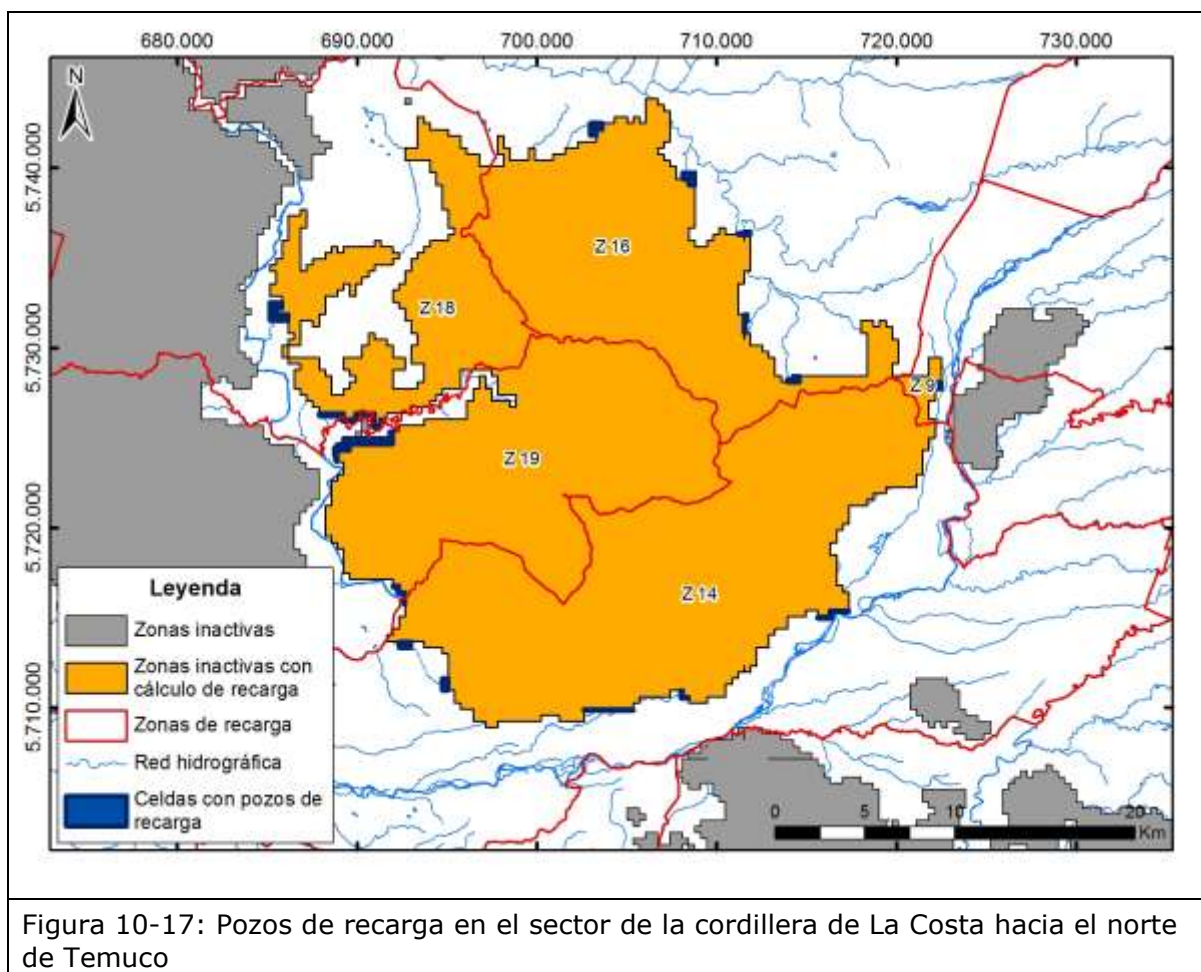 680.000 690.000 700.000 710.000 720.000 730.000
N
5.740.000
5.730.000
5.720.000
5.710.000
Z 16
Z 18
Z 9
Z 19
Z 14
Leyenda
Zonas inactivas
Zonas inactivas con
cálculo de recarga
Zonas de recarga
Red hidrográfica
Celdas con pozos de
recarga
0 5 10 20
Km
Figura 10-17: Pozos de recarga en el sector de la cordillera de La Costa hacia el norte
de Temuco